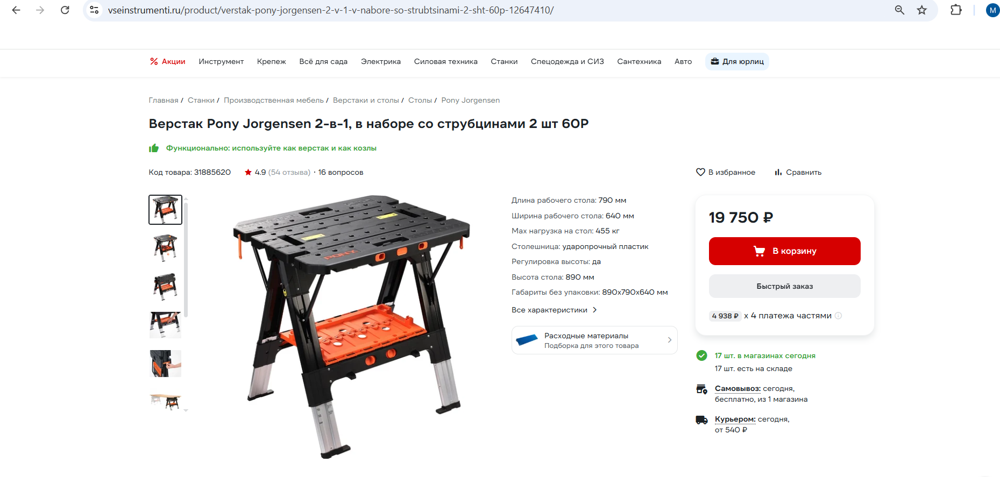 vseinstrumenti.ru/product/verstak-pony-jorgensen-2-v-1-v-nabore-so-strubtsinami-2-sht-60p-12647410/
M
Акции Инструмент Крепеж Всё для сада Электрика Силовая техника Станки Спецодежда и СИЗ Сантехника Авто Для юрлиц
Главная / Станки / Производственная мебель / Верстаки и столы / Столы / Pony Jorgensen
Верстак Pony Jorgensen 2-в-1, в наборе со струбцинами 2 шт 60P
Функционально: используйте как верстак и как козлы
Код товара: 31885620 4.9 (54 отзыва) · 16 вопросов
В избранное Сравнить
PONY
Длина рабочего стола: 790 мм
Ширина рабочего стола: 640 мм
Max нагрузка на стол: 455 кг
Столешница: ударопрочный пластик
Регулировка высоты: да
Высота стола: 890 мм
Габариты без упаковки: 890х790х640 мм
Все характеристики
Расходные материалы
Подборка для этого товара
19 750 ₽
В корзину
Быстрый заказ
4 938 ₽ х 4 платежа частями
17 шт. в магазинах сегодня
17 шт. есть на складе
Самовывоз: сегодня,
бесплатно, из 1 магазина
Курьером: сегодня,
от 540 ₽